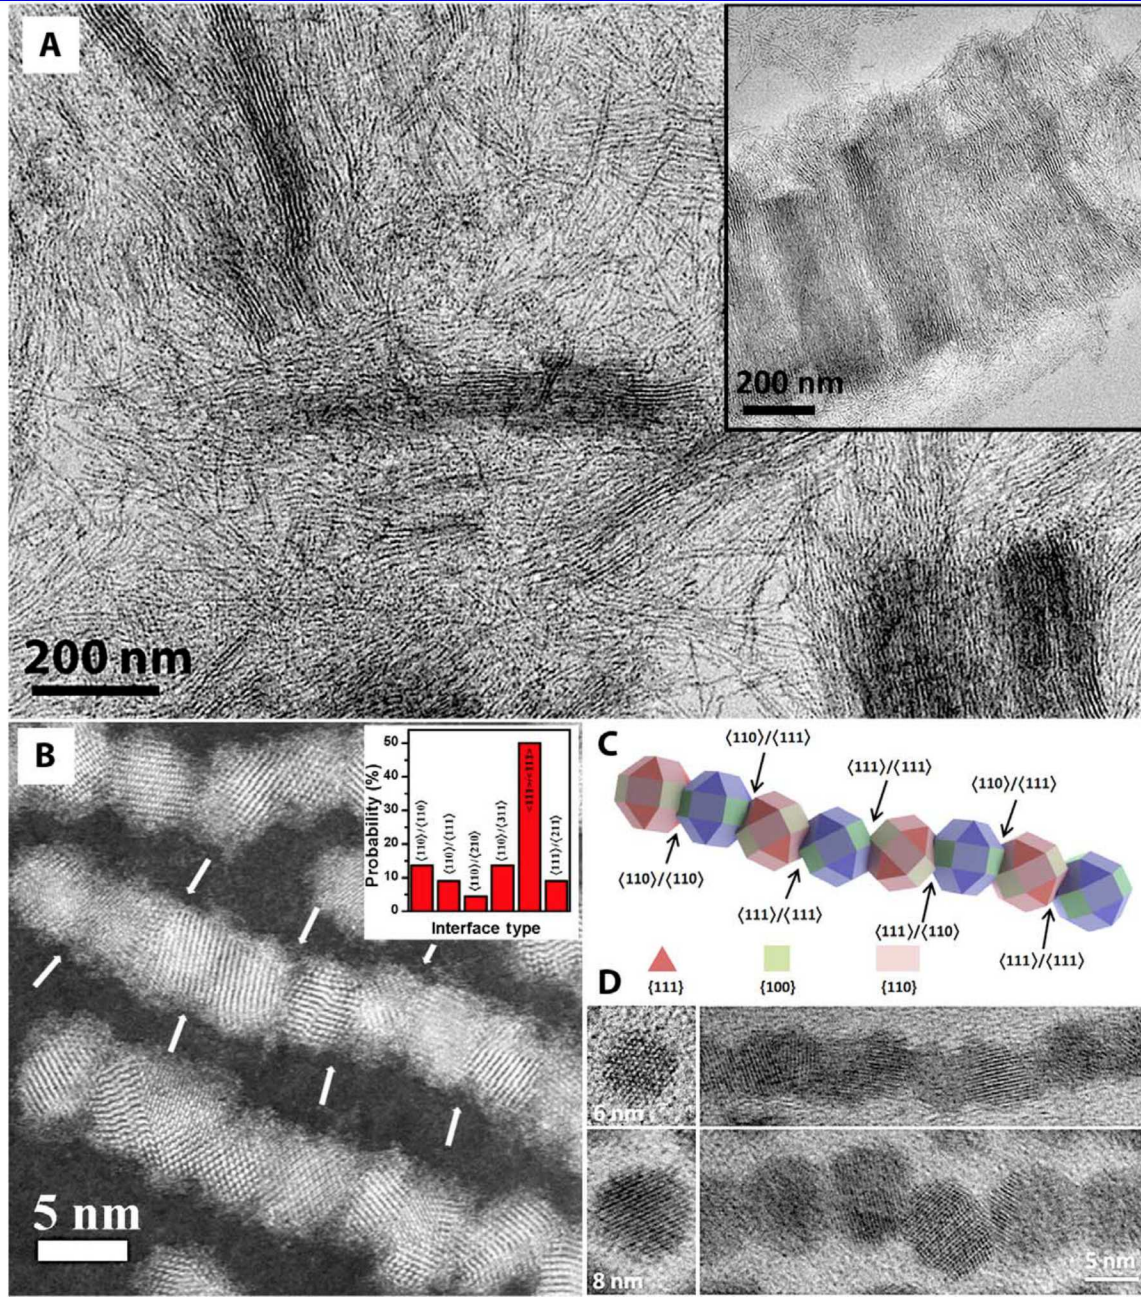 A
200 nm
200 nm
B
50
40
30
20
10
0
Probability (%)
⟨110⟩/⟨110⟩
⟨110⟩/⟨111⟩
⟨110⟩/⟨210⟩
⟨110⟩/⟨311⟩
<111>/<111>
⟨111⟩/⟨211⟩
Interface type
5 nm
C
⟨110⟩/⟨111⟩
⟨111⟩/⟨111⟩
⟨110⟩/⟨111⟩
⟨110⟩/⟨110⟩
⟨111⟩/⟨111⟩
⟨111⟩/⟨110⟩
⟨111⟩/⟨111⟩
{111}
{100}
{110}
D
6 nm
8 nm
5 nm